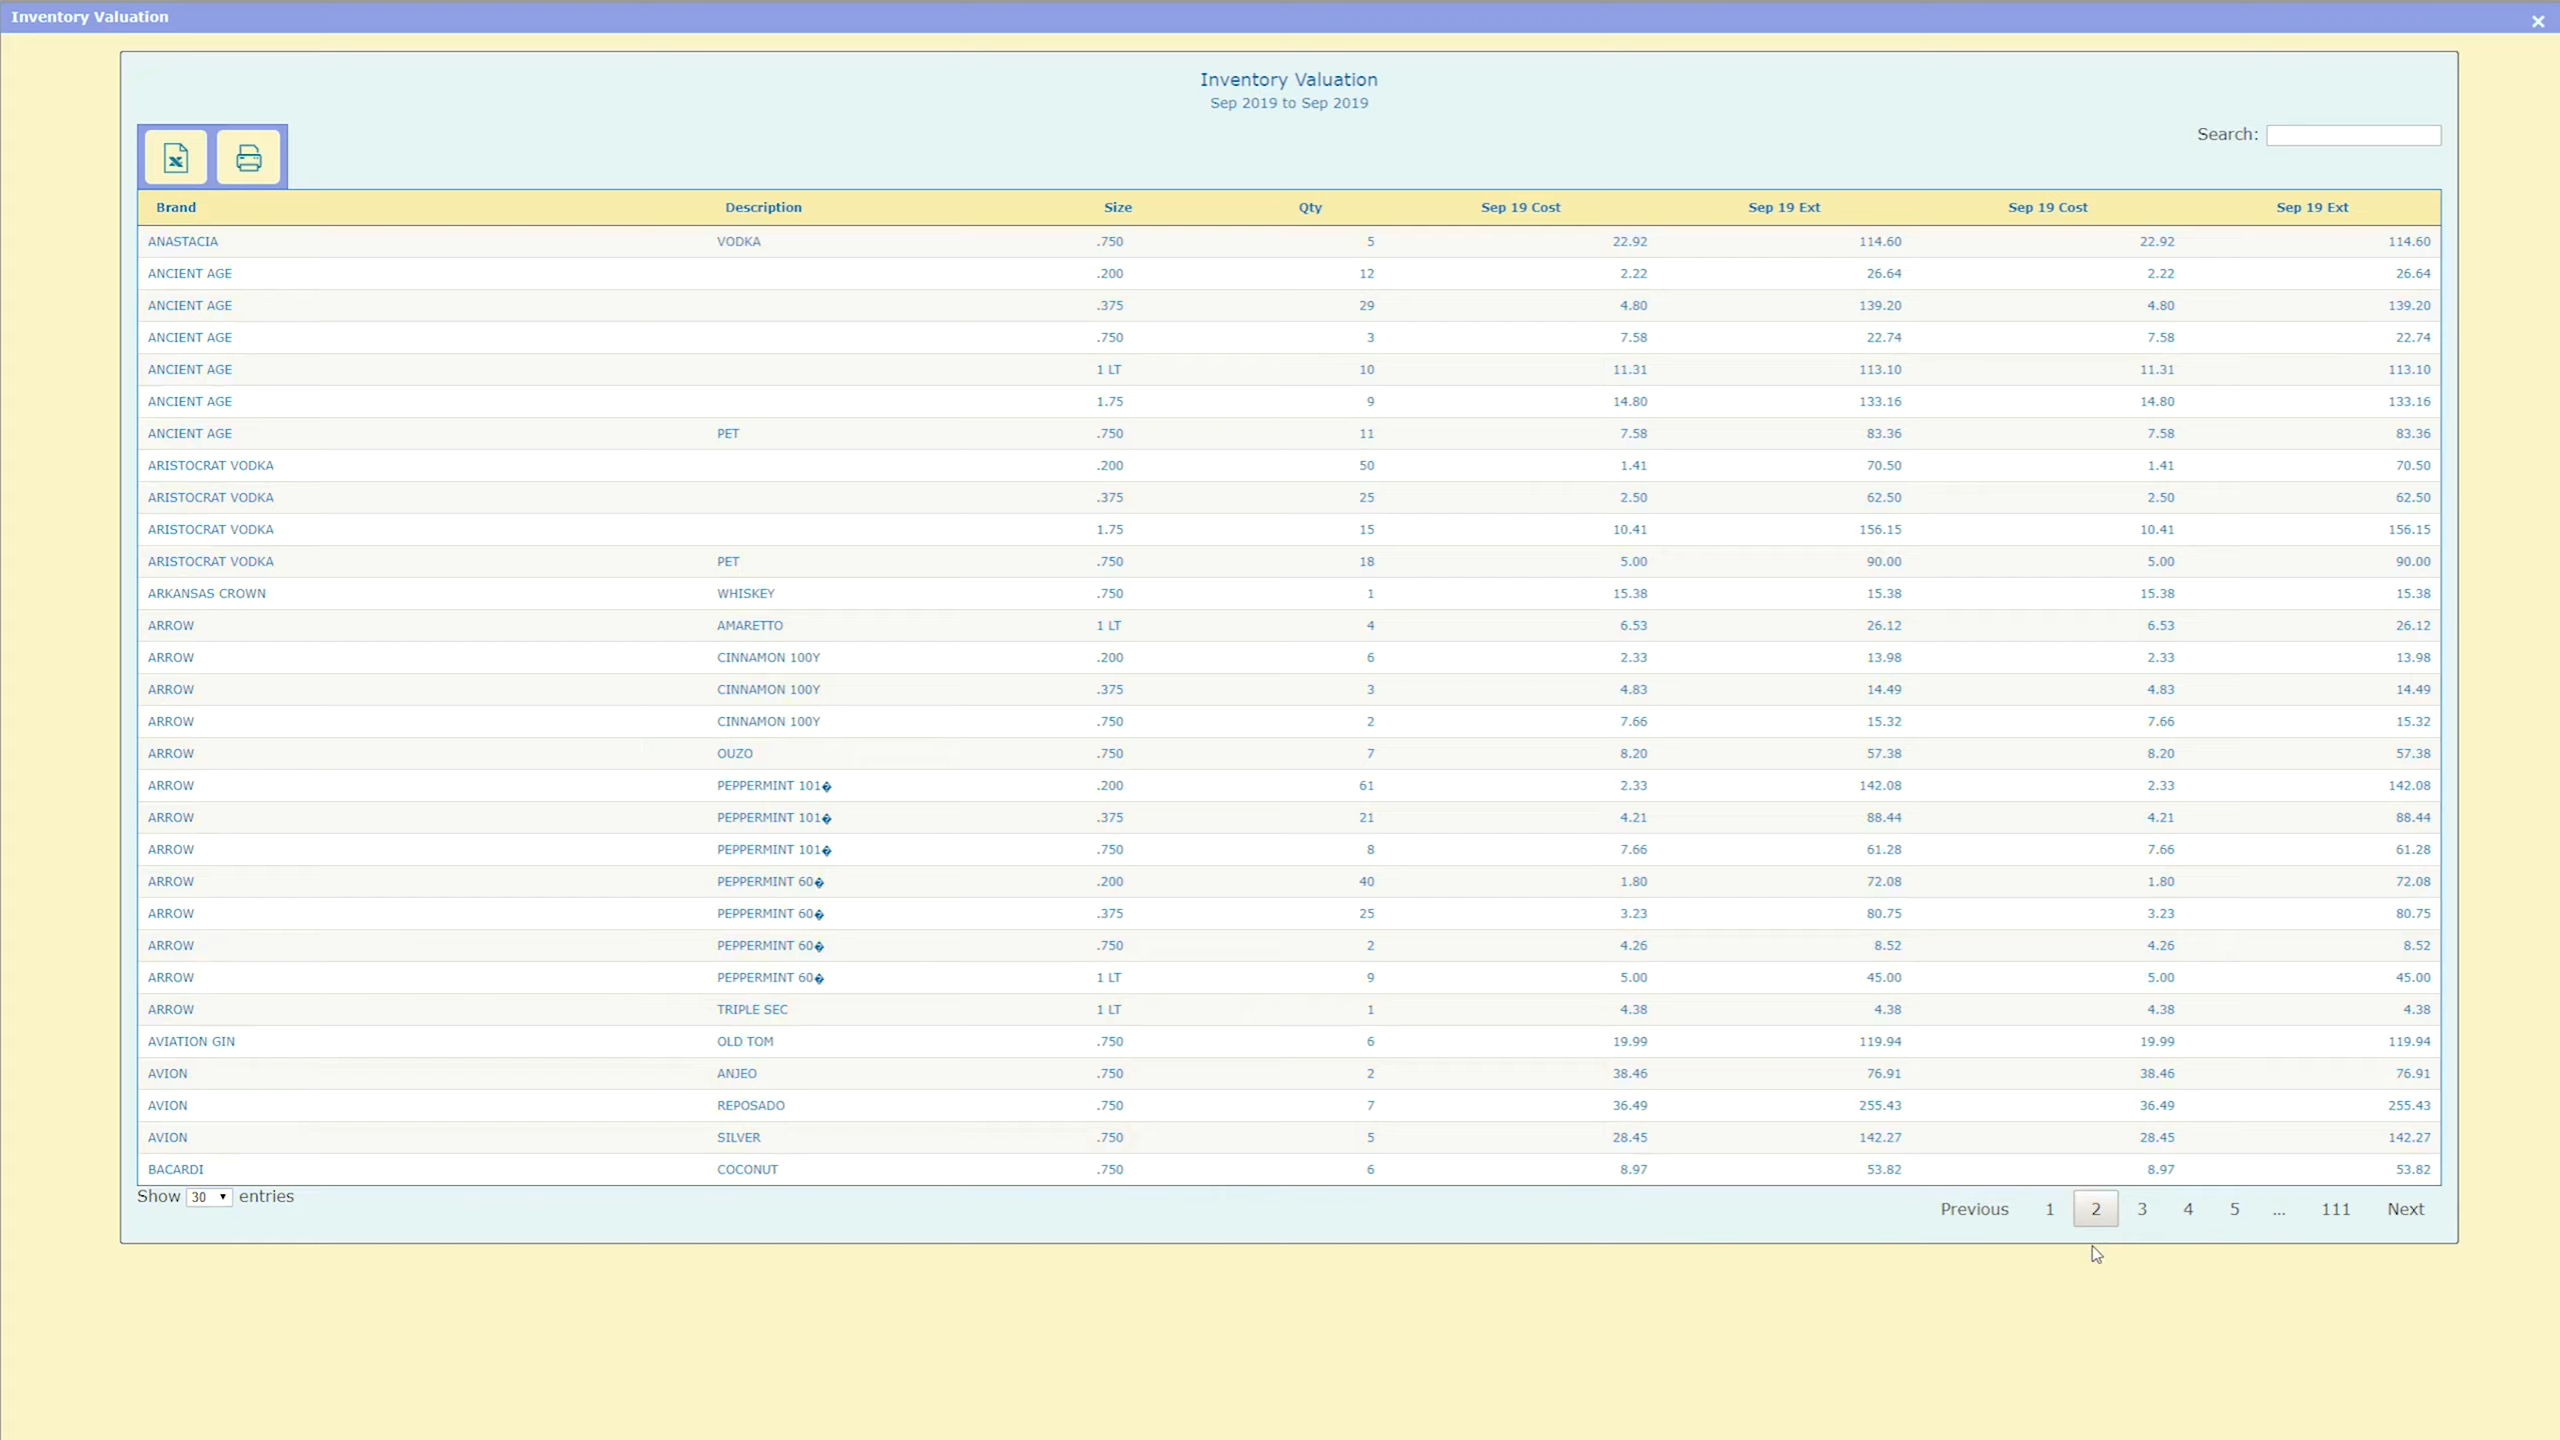 Inventory Valuation
Inventory Valuation
Sep 2019 to Sep 2019
Search:
Brand Description Size Qty Sep 19 Cost Sep 19 Ext Sep 19 Cost Sep 19 Ext
ANASTACIA VODKA .750 5 22.92 114.60 22.92 114.60
ANCIENT AGE .200 12 2.22 26.64 2.22 26.64
ANCIENT AGE .375 29 4.80 139.20 4.80 139.20
ANCIENT AGE .750 3 7.58 22.74 7.58 22.74
ANCIENT AGE 1 LT 10 11.31 113.10 11.31 113.10
ANCIENT AGE 1.75 9 14.80 133.16 14.80 133.16
ANCIENT AGE PET .750 11 7.58 83.36 7.58 83.36
ARISTOCRAT VODKA .200 50 1.41 70.50 1.41 70.50
ARISTOCRAT VODKA .375 25 2.50 62.50 2.50 62.50
ARISTOCRAT VODKA 1.75 15 10.41 156.15 10.41 156.15
ARISTOCRAT VODKA PET .750 18 5.00 90.00 5.00 90.00
ARKANSAS CROWN WHISKEY .750 1 15.38 15.38 15.38 15.38
ARROW AMARETTO 1 LT 4 6.53 26.12 6.53 26.12
ARROW CINNAMON 100Y .200 6 2.33 13.98 2.33 13.98
ARROW CINNAMON 100Y .375 3 4.83 14.49 4.83 14.49
ARROW CINNAMON 100Y .750 2 7.66 15.32 7.66 15.32
ARROW OUZO .750 7 8.20 57.38 8.20 57.38
ARROW PEPPERMINT 101� .200 61 2.33 142.08 2.33 142.08
ARROW PEPPERMINT 101� .375 21 4.21 88.44 4.21 88.44
ARROW PEPPERMINT 101� .750 8 7.66 61.28 7.66 61.28
ARROW PEPPERMINT 60� .200 40 1.80 72.08 1.80 72.08
ARROW PEPPERMINT 60� .375 25 3.23 80.75 3.23 80.75
ARROW PEPPERMINT 60� .750 2 4.26 8.52 4.26 8.52
ARROW PEPPERMINT 60� 1 LT 9 5.00 45.00 5.00 45.00
ARROW TRIPLE SEC 1 LT 1 4.38 4.38 4.38 4.38
AVIATION GIN OLD TOM .750 6 19.99 119.94 19.99 119.94
AVION ANJEO .750 2 38.46 76.91 38.46 76.91
AVION REPOSADO .750 7 36.49 255.43 36.49 255.43
AVION SILVER .750 5 28.45 142.27 28.45 142.27
BACARDI COCONUT .750 6 8.97 53.82 8.97 53.82
Show 30 entries
Previous 1 2 3 4 5 ... 111 Next